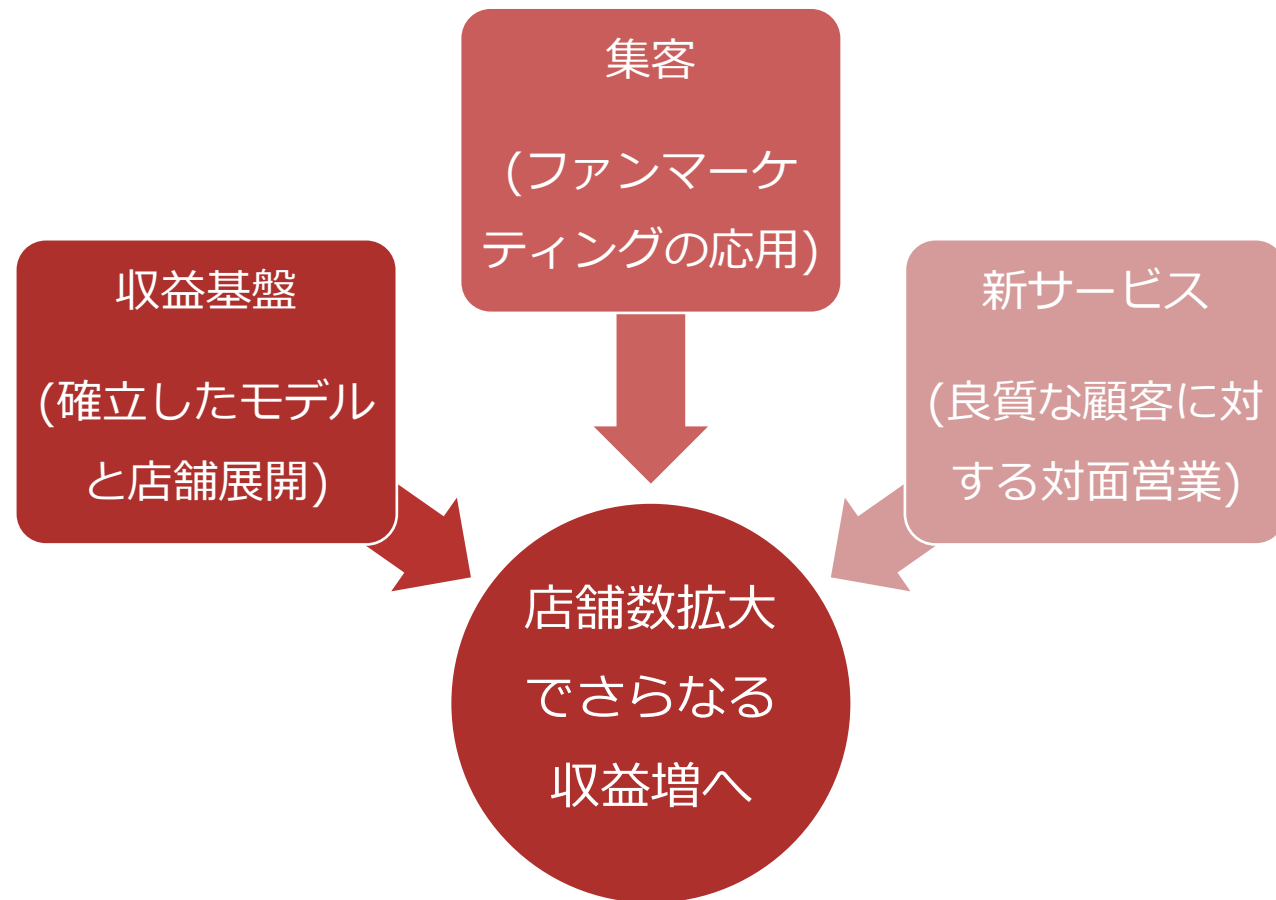 集客
(ファンマーケ
ティングの応用)
収益基盤
(確立したモデル
と店舗展開)
新サービス
(良質な顧客に対
する対面営業)
店舗数拡大
でさらなる
収益増へ